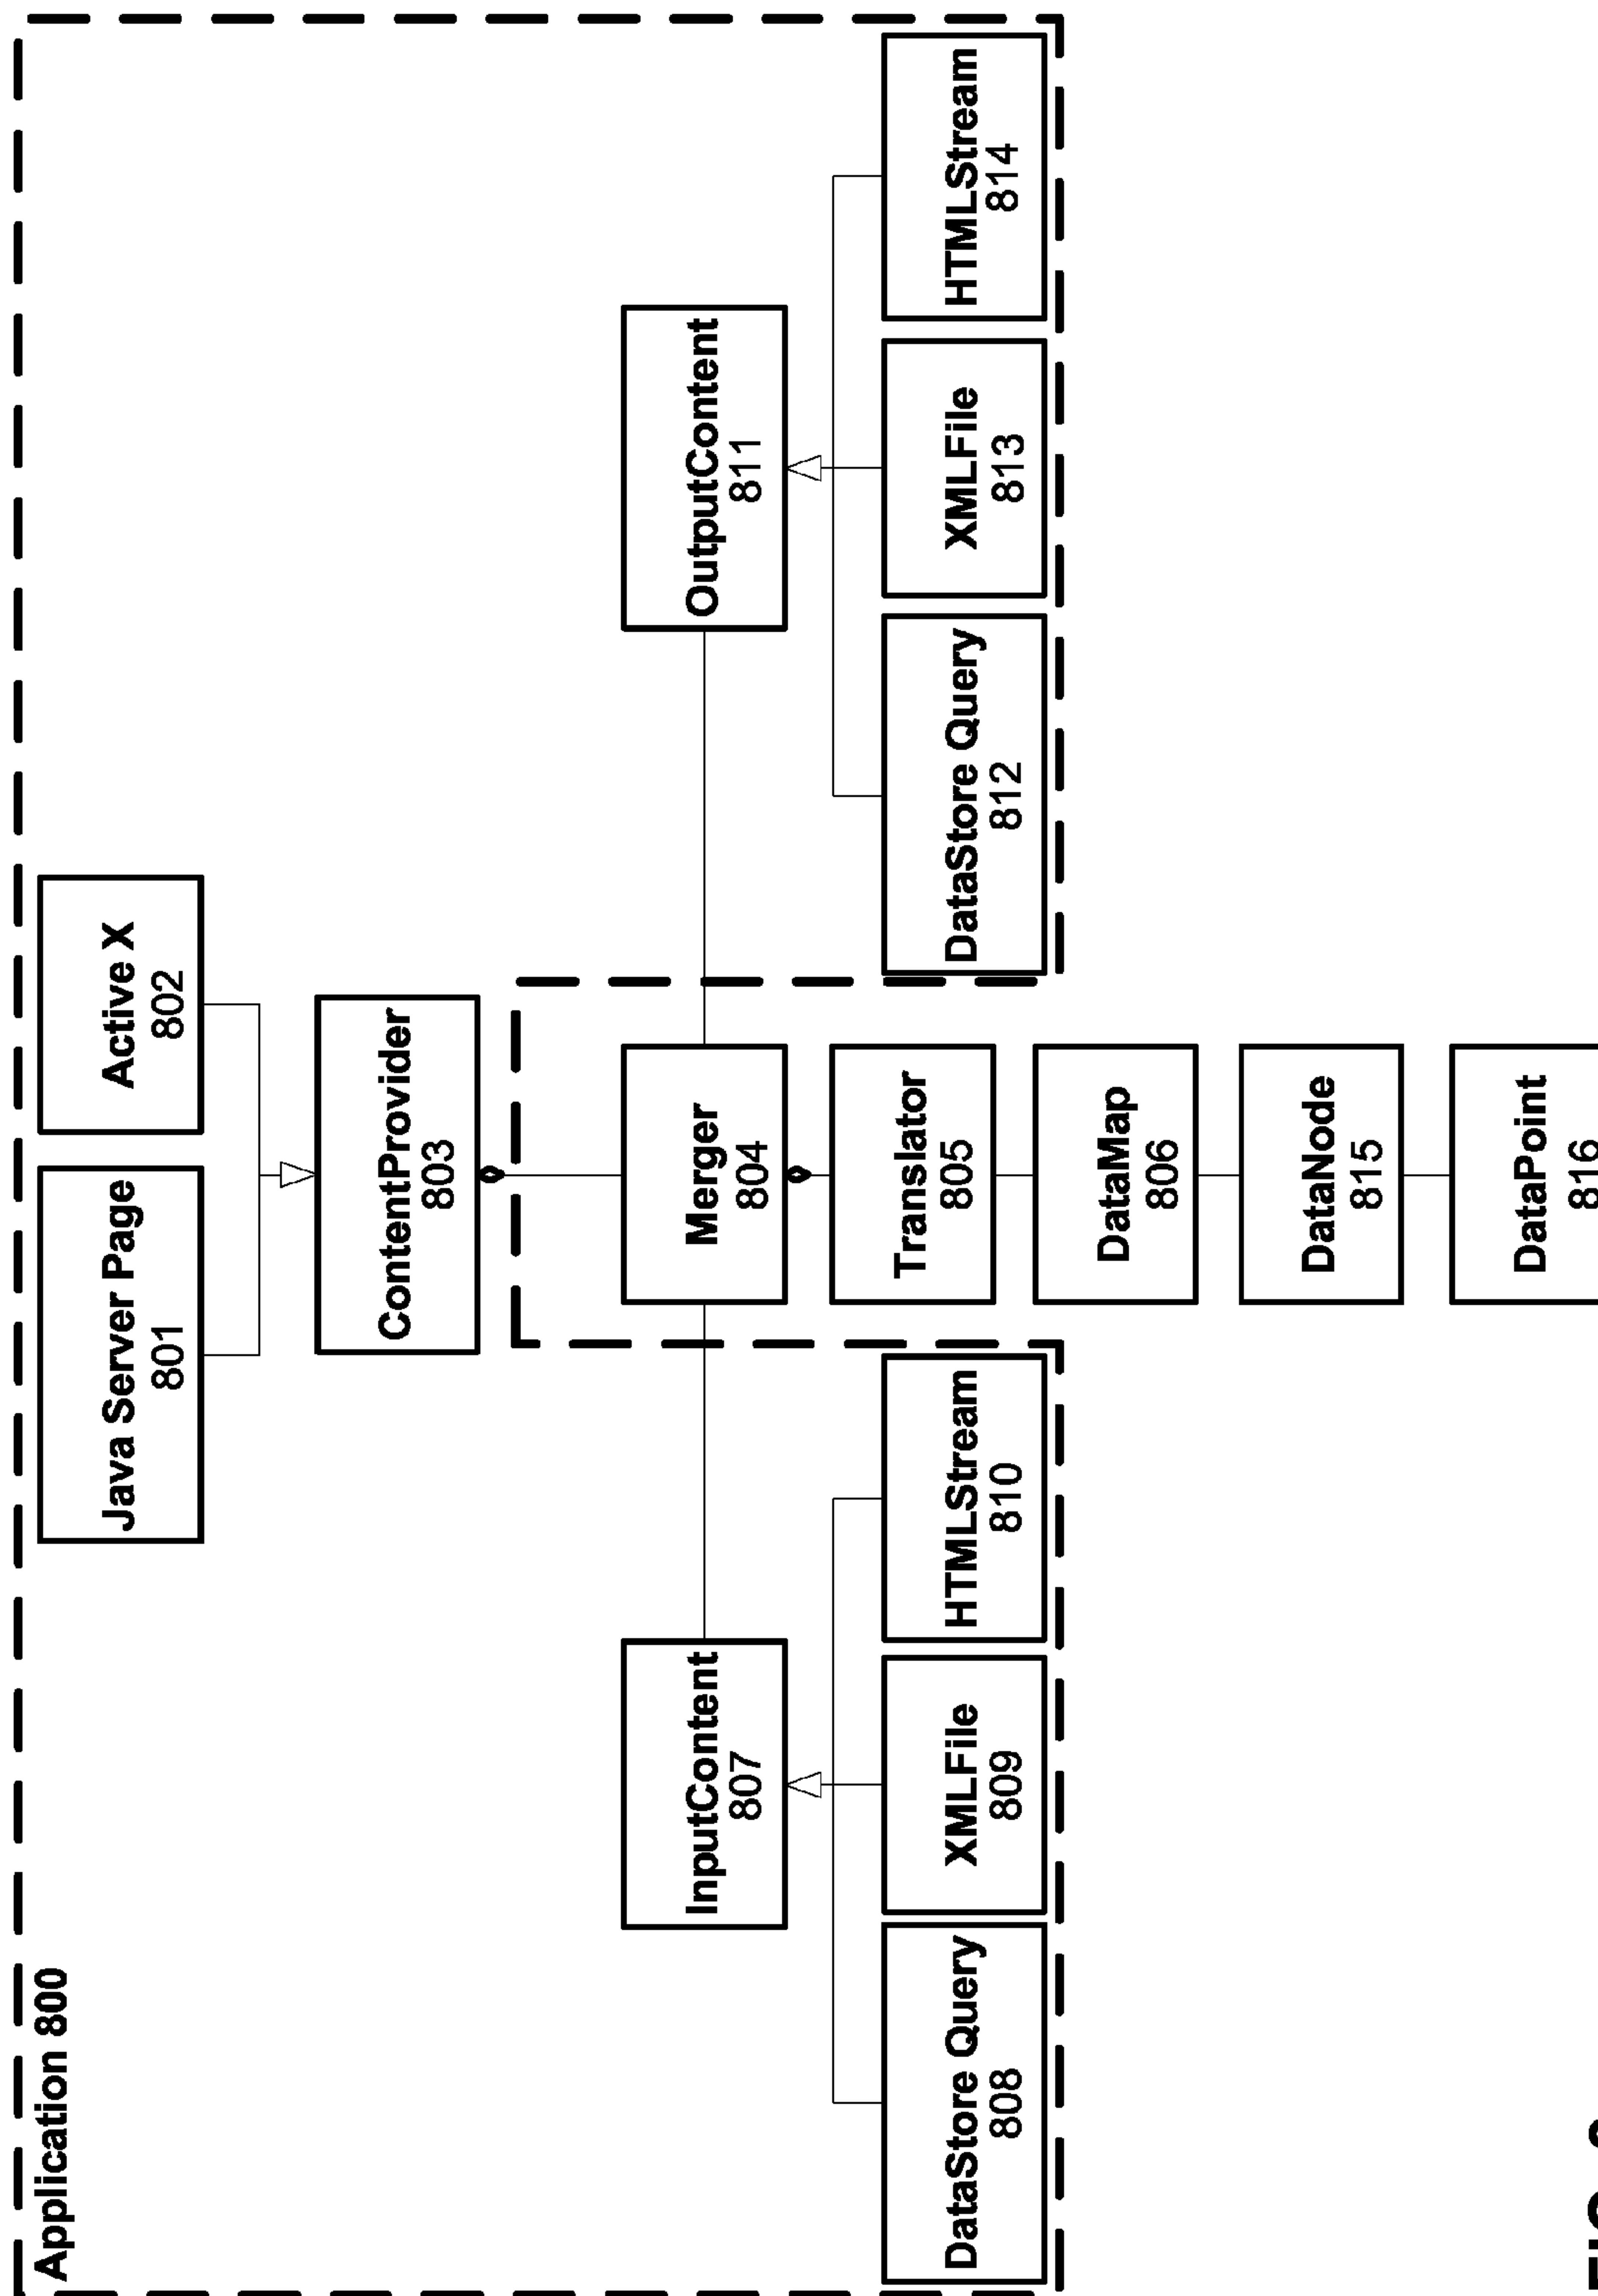 Application 800
Java Server Page
801
Active X
802
ContentProvider
803
InputContent
807
Merger
804
OutputContent
811
DataStore Query
808
XMLFile
809
HTMLStream
810
Translator
805
DataStore Query
812
XMLFile
813
HTMLStream
814
DataMap
806
DataNode
815
DataPoint
816